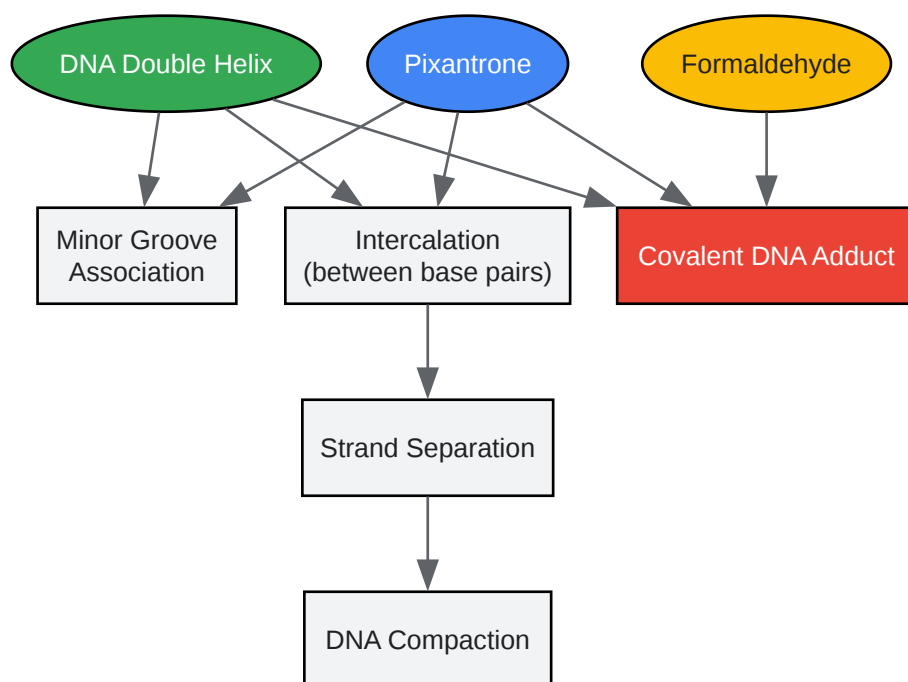 DNA Double Helix
Pixantrone
Formaldehyde
Minor Groove
Association
Intercalation
(between base pairs)
Covalent DNA Adduct
Strand Separation
DNA Compaction